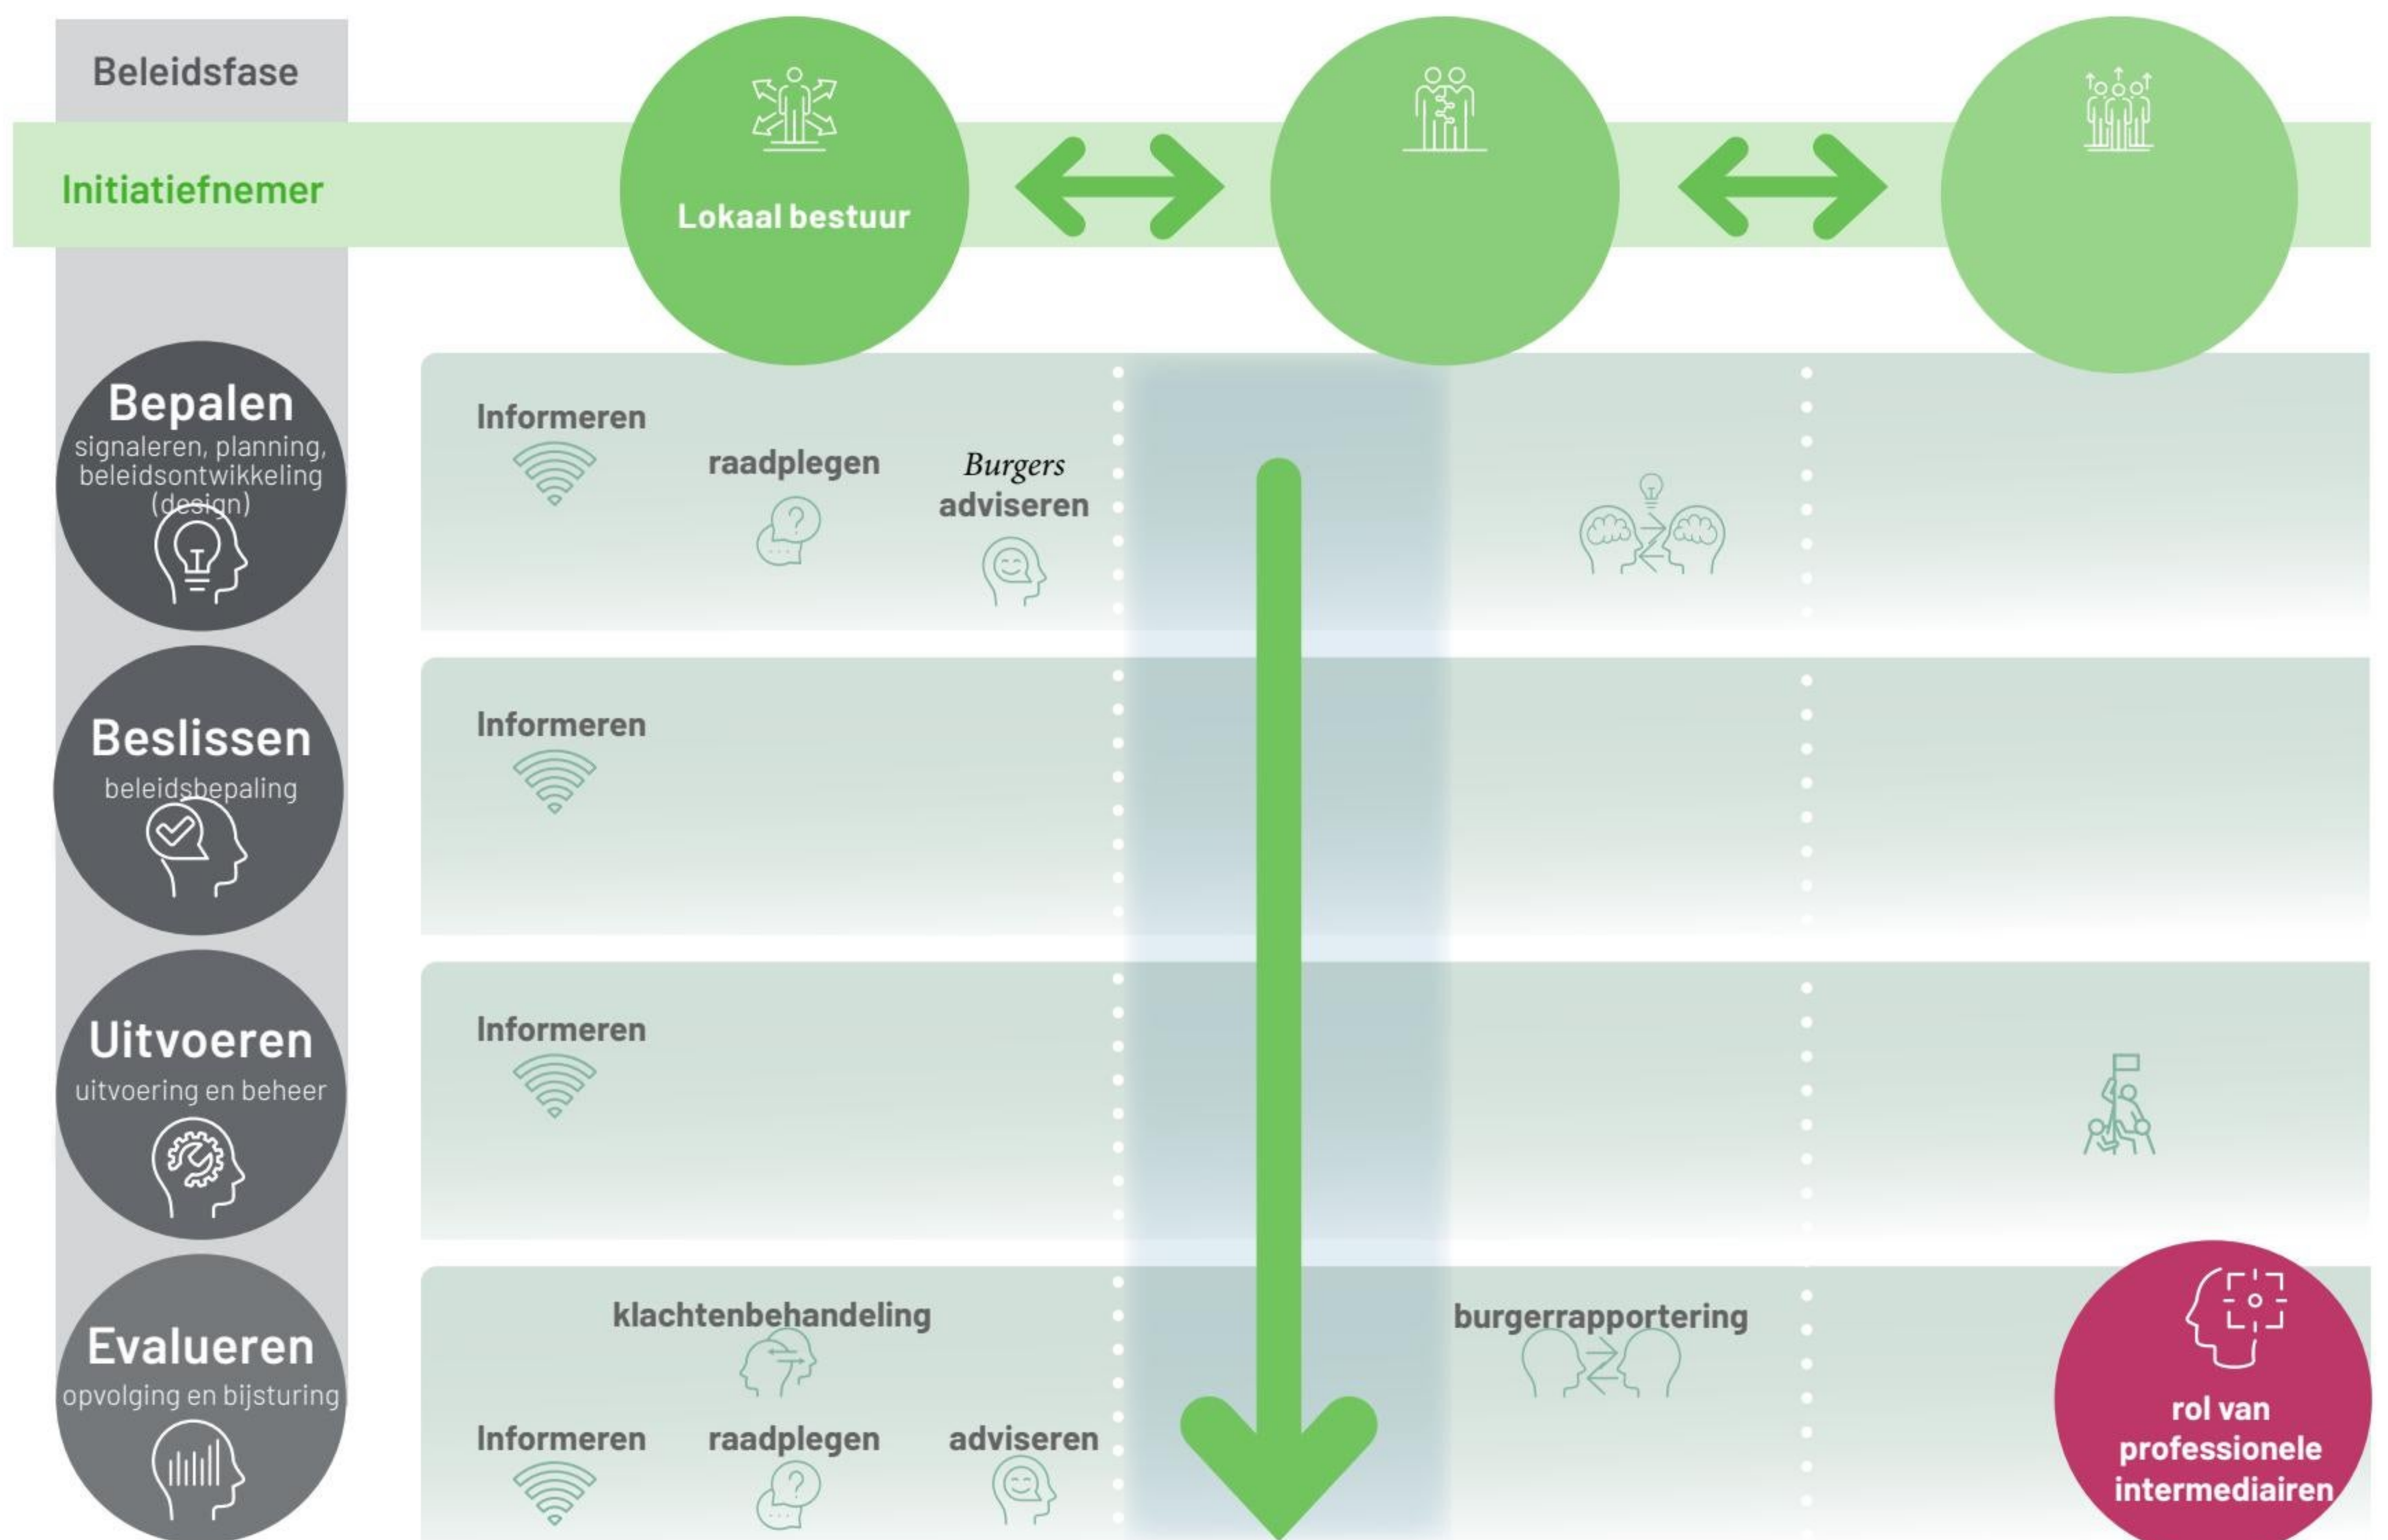 Beleidsfase
Initiatiefnemer
Lokaal bestuur
Bepalen
signaleren, planning,
beleidsontwikkeling
(design)
Informeren
raadplegen
Burgers
adviseren
Beslissen
beleidsbepaling
Informeren
Uitvoeren
uitvoering en beheer
Informeren
Evalueren
opvolging en bijsturing
klachtenbehandeling
Informeren
raadplegen
adviseren
burgerrapportering
rol van
professionele
intermediairen